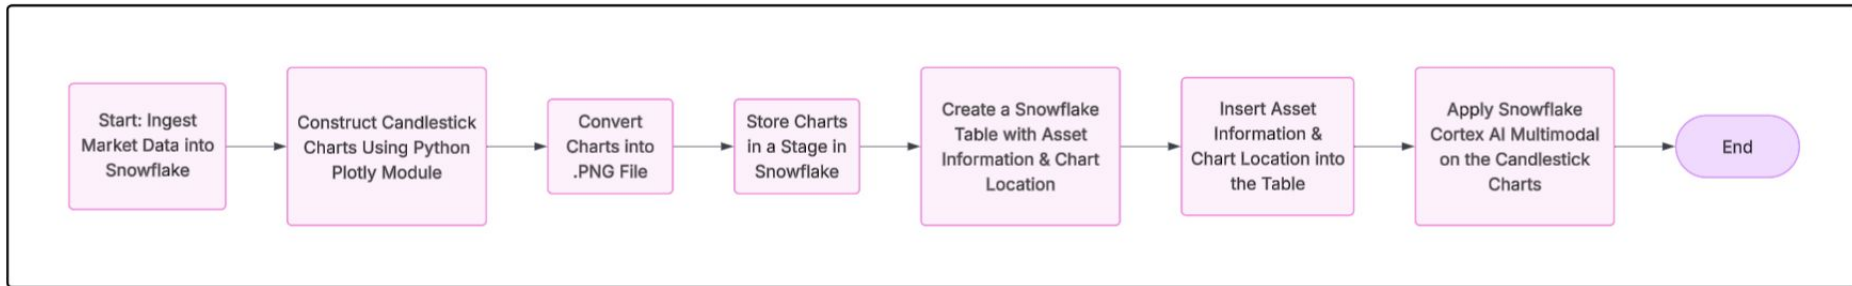 Start: Ingest
Market Data into
Snowflake
Construct Candlestick
Charts Using Python
Plotly Module
Convert
Charts into
.PNG File
Store Charts
in a Stage in
Snowflake
Create a Snowflake
Table with Asset
Information & Chart
Location
Insert Asset
Information &
Chart Location into
the Table
Apply Snowflake
Cortex AI Multimodal
on the Candlestick
Charts
End